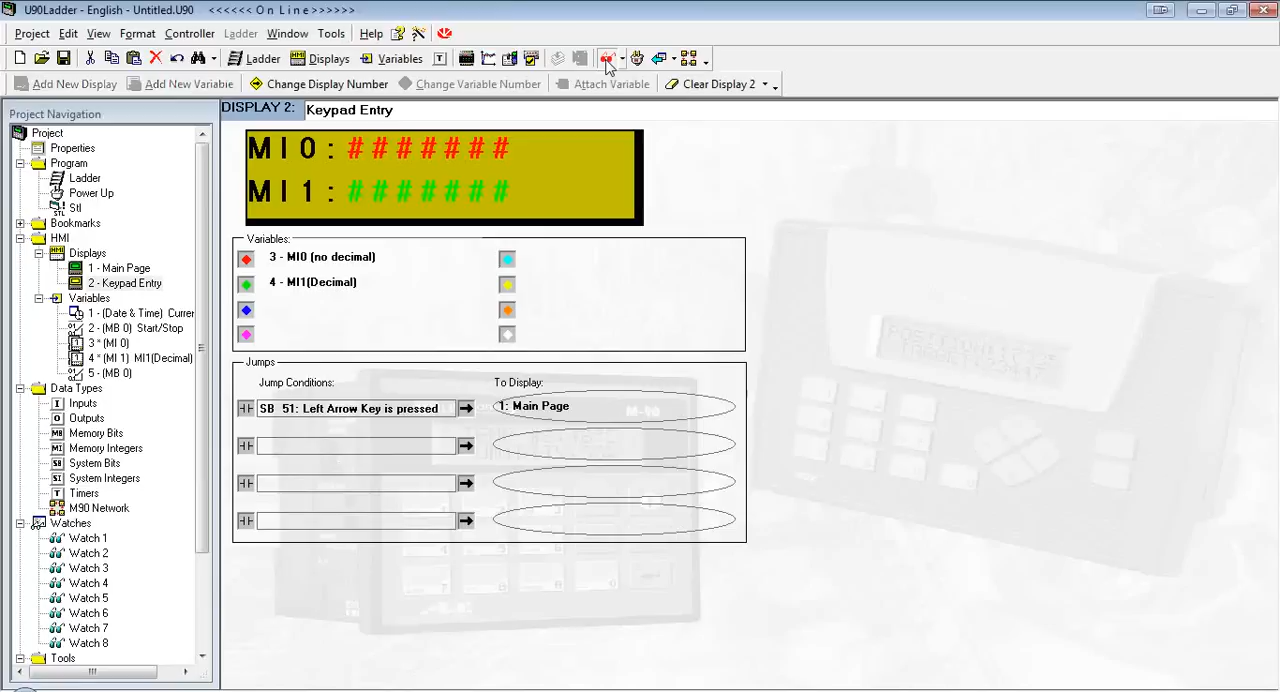 U90Ladder - English - Untitled.U90 <<<<<< O n L i n e >>>>>>
Project Edit View Format Controller Ladder Window Tools Help
Ladder Displays Variables T
Add New Display Add New Variable Change Display Number Change Variable Number Attach Variable Clear Display 2
Project Navigation
Project
Properties
Program
Ladder
Power Up
Stl
Bookmarks
HMI
Displays
1 - Main Page
2 - Keypad Entry
Variables
1 - (Date & Time) Curren
2 - (MB 0) Start/Stop
3 * (MI 0)
4 * (MI 1) MI1(Decimal)
5 - (MB 0)
Data Types
Inputs
Outputs
Memory Bits
Memory Integers
System Bits
System Integers
Timers
M90 Network
Watches
Watch 1
Watch 2
Watch 3
Watch 4
Watch 5
Watch 6
Watch 7
Watch 8
Tools
DISPLAY 2: Keypad Entry
MI0:#######
MI1:#######
Variables:
3 - MI0 (no decimal)
4 - MI1(Decimal)
Jumps
Jump Conditions: To Display:
SB 51: Left Arrow Key is pressed 1: Main Page
M-90